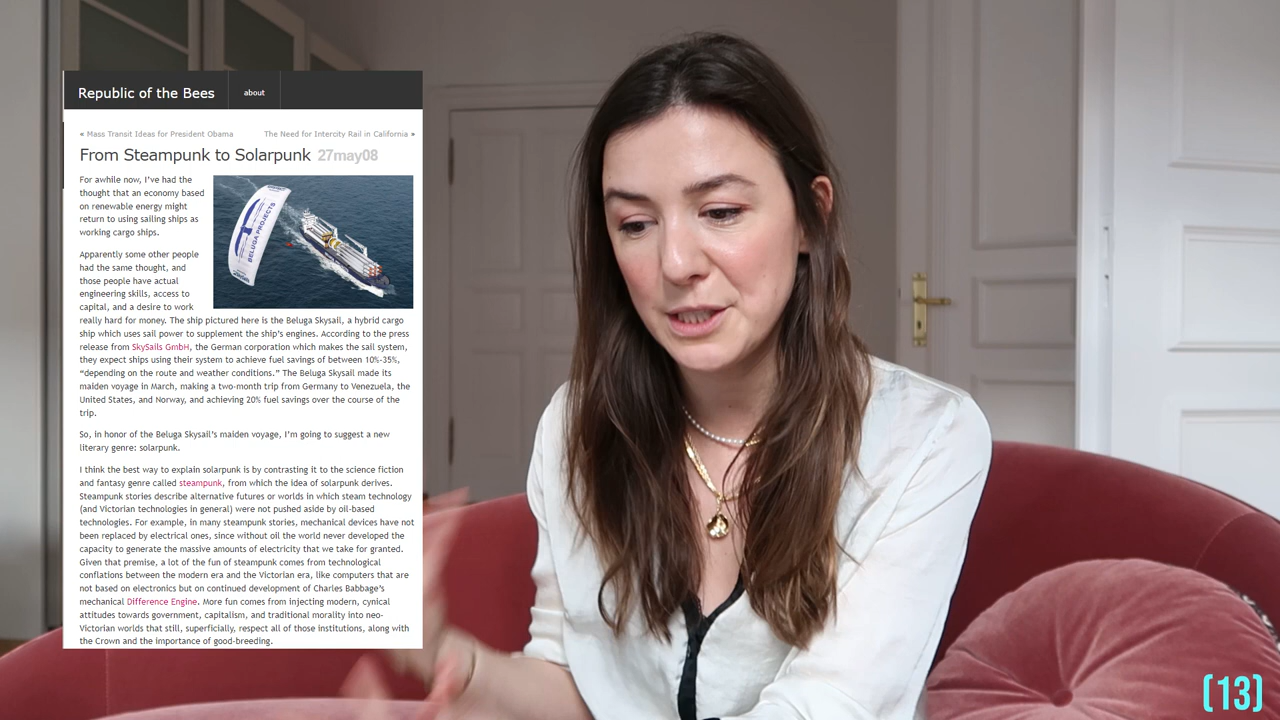 Republic of the Bees
about
« Mass Transit Ideas for President Obama
The Need for Intercity Rail in California »
From Steampunk to Solarpunk 27may08
For awhile now, I've had the
thought that an economy based
on renewable energy might
return to using sailing ships as
working cargo ships.
BELUGA PROJECTS
Apparently some other people
had the same thought, and
those people have actual
engineering skills, access to
capital, and a desire to work
really hard for money. The ship pictured here is the Beluga Skysail, a hybrid cargo
ship which uses sail power to supplement the ship's engines. According to the press
release from SkySails GmbH, the German corporation which makes the sail system,
they expect ships using their system to achieve fuel savings of between 10%-35%,
“depending on the route and weather conditions.” The Beluga Skysail made its
maiden voyage in March, making a two-month trip from Germany to Venezuela, the
United States, and Norway, and achieving 20% fuel savings over the course of the
trip.
So, in honor of the Beluga Skysail's maiden voyage, I'm going to suggest a new
literary genre: solarpunk.
I think the best way to explain solarpunk is by contrasting it to the science fiction
and fantasy genre called steampunk, from which the idea of solarpunk derives.
Steampunk stories describe alternative futures or worlds in which steam technology
(and Victorian technologies in general) were not pushed aside by oil-based
technologies. For example, in many steampunk stories, mechanical devices have not
been replaced by electrical ones, since without oil the world never developed the
capacity to generate the massive amounts of electricity that we take for granted.
Given that premise, a lot of the fun of steampunk comes from technological
conflations between the modern era and the Victorian era, like computers that are
not based on electronics but on continued development of Charles Babbage's
mechanical Difference Engine. More fun comes from injecting modern, cynical
attitudes towards government, capitalism, and traditional morality into neo-
Victorian worlds that still, superficially, respect all of those institutions, along with
the Crown and the importance of good-breeding.
(13)